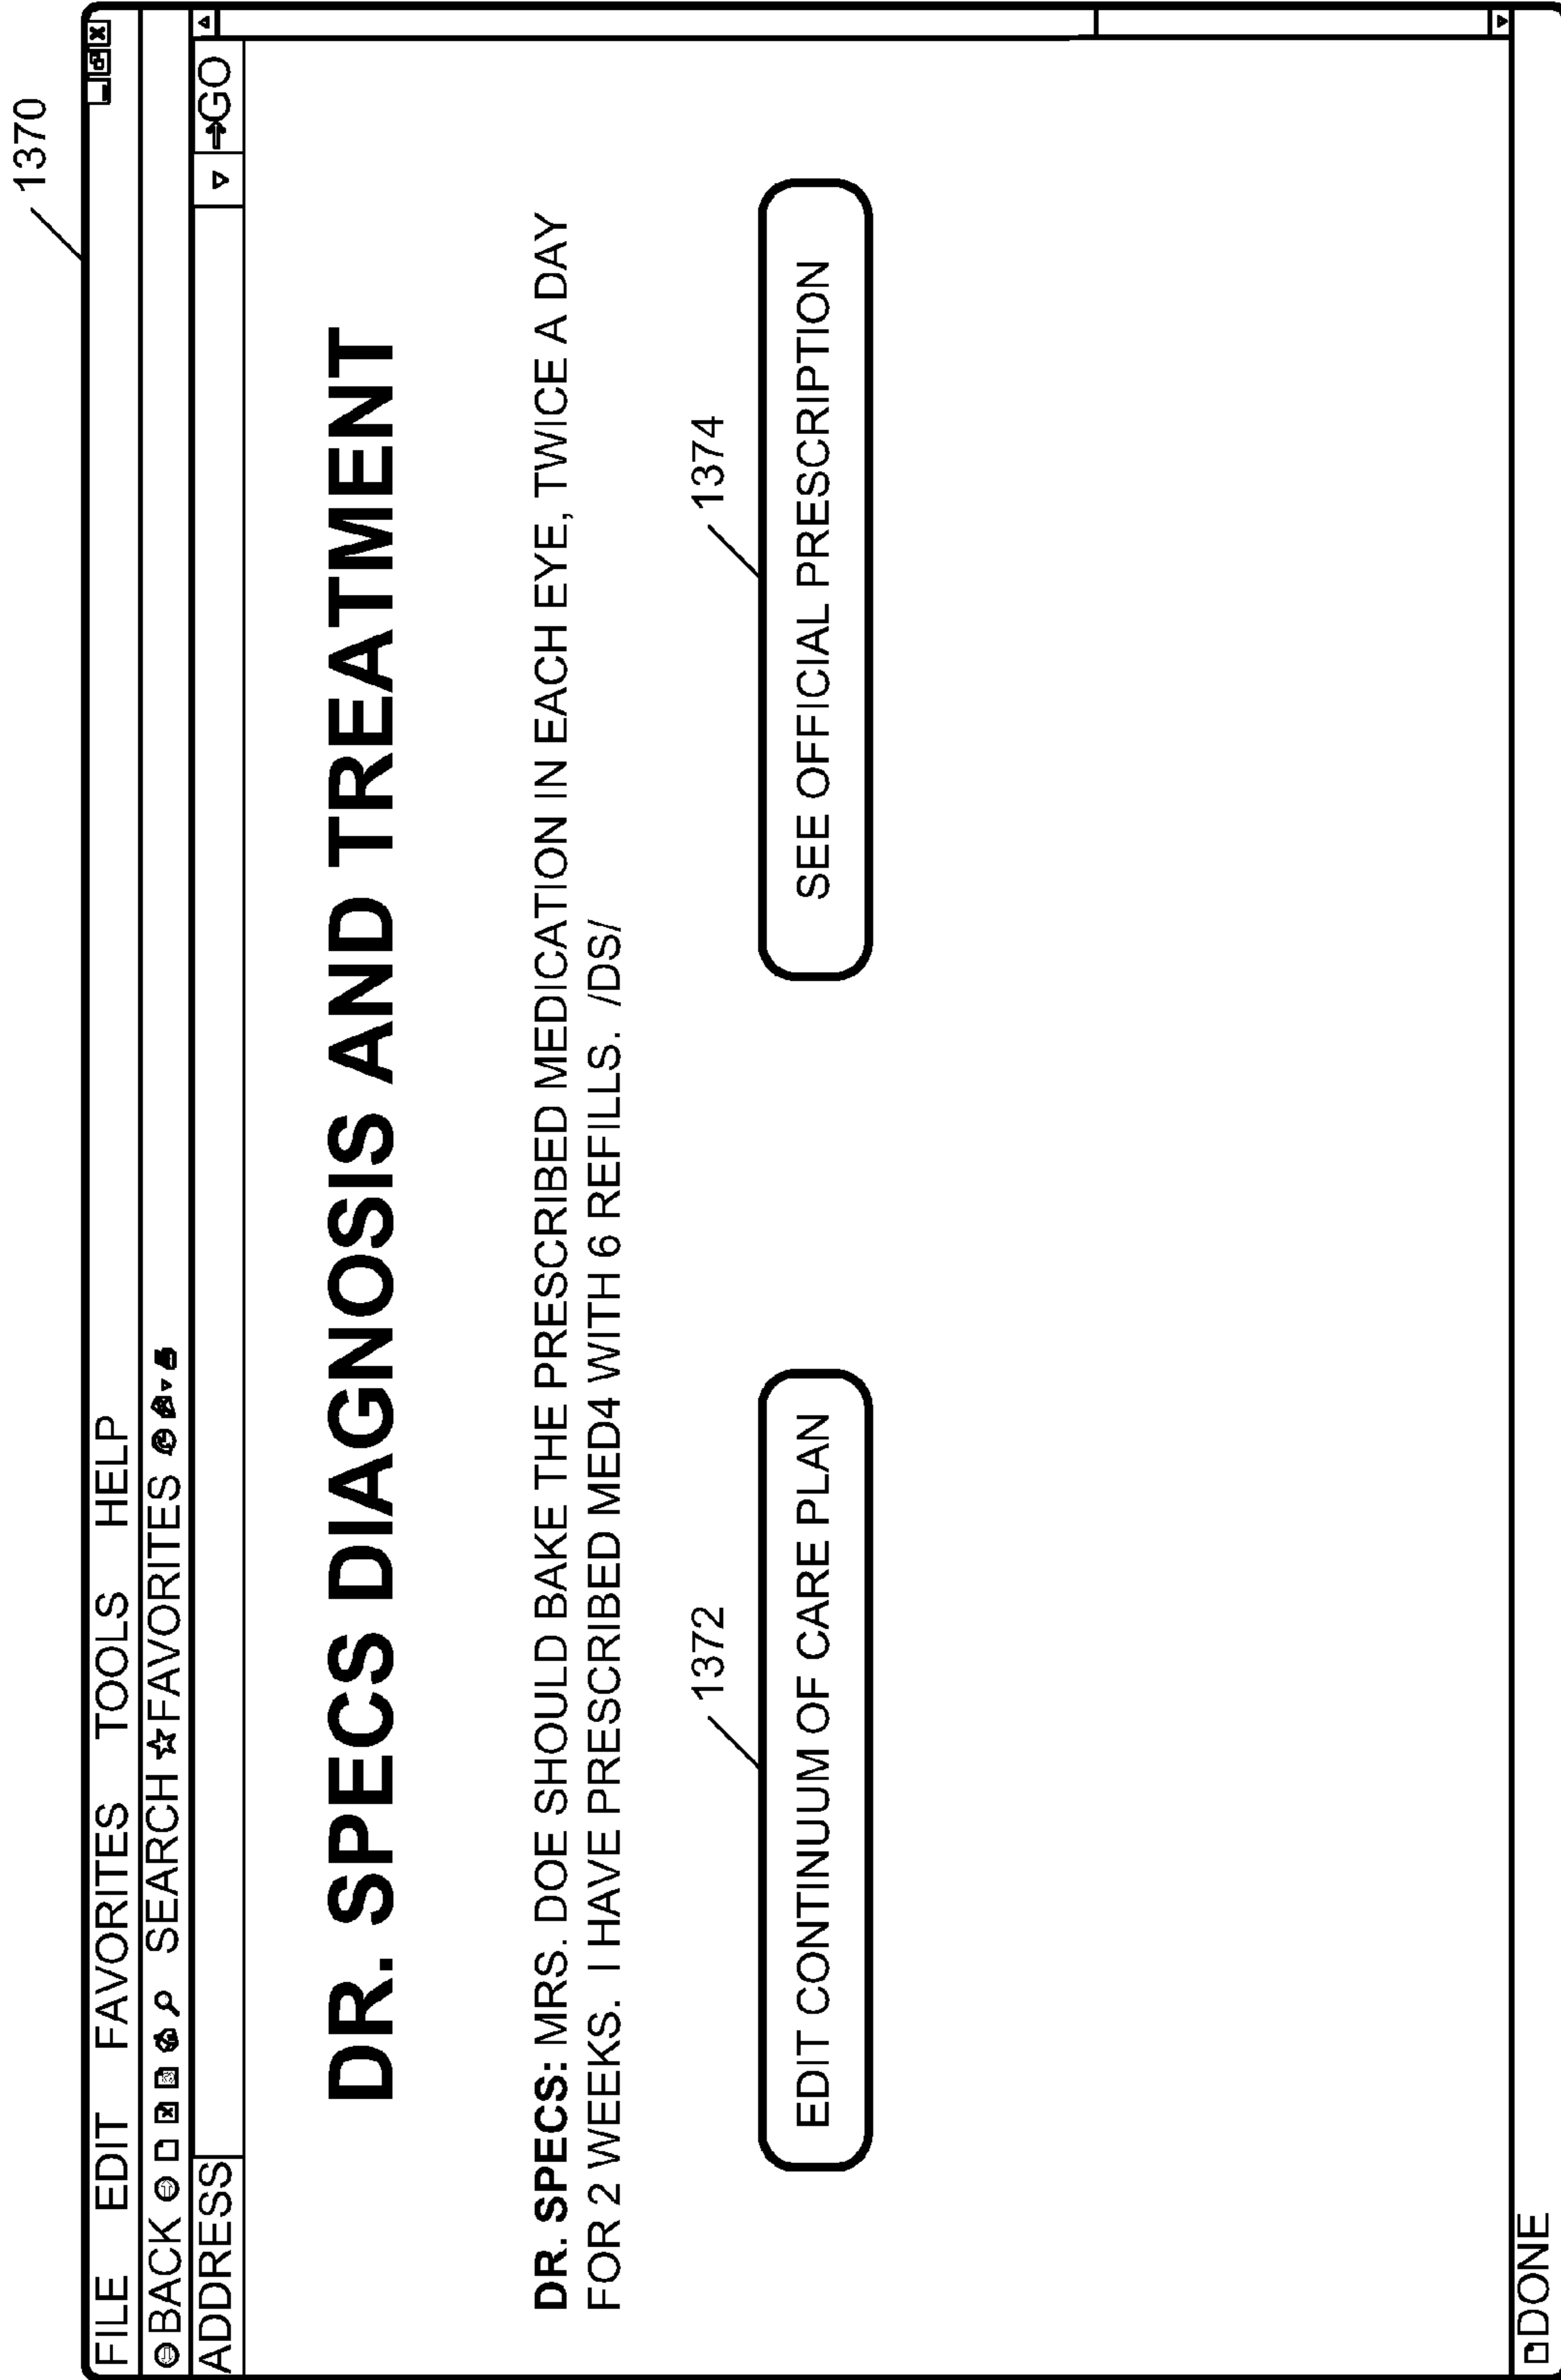 1370
FILE EDIT FAVORITES TOOLS HELP
BACK SEARCH FAVORITES
ADDRESS GO
DR. SPECS DIAGNOSIS AND TREATMENT
DR. SPECS: MRS. DOE SHOULD BAKE THE PRESCRIBED MEDICATION IN EACH EYE, TWICE A DAY
FOR 2 WEEKS. I HAVE PRESCRIBED MED4 WITH 6 REFILLS. /DS/
1372 1374
EDIT CONTINUUM OF CARE PLAN SEE OFFICIAL PRESCRIPTION
DONE